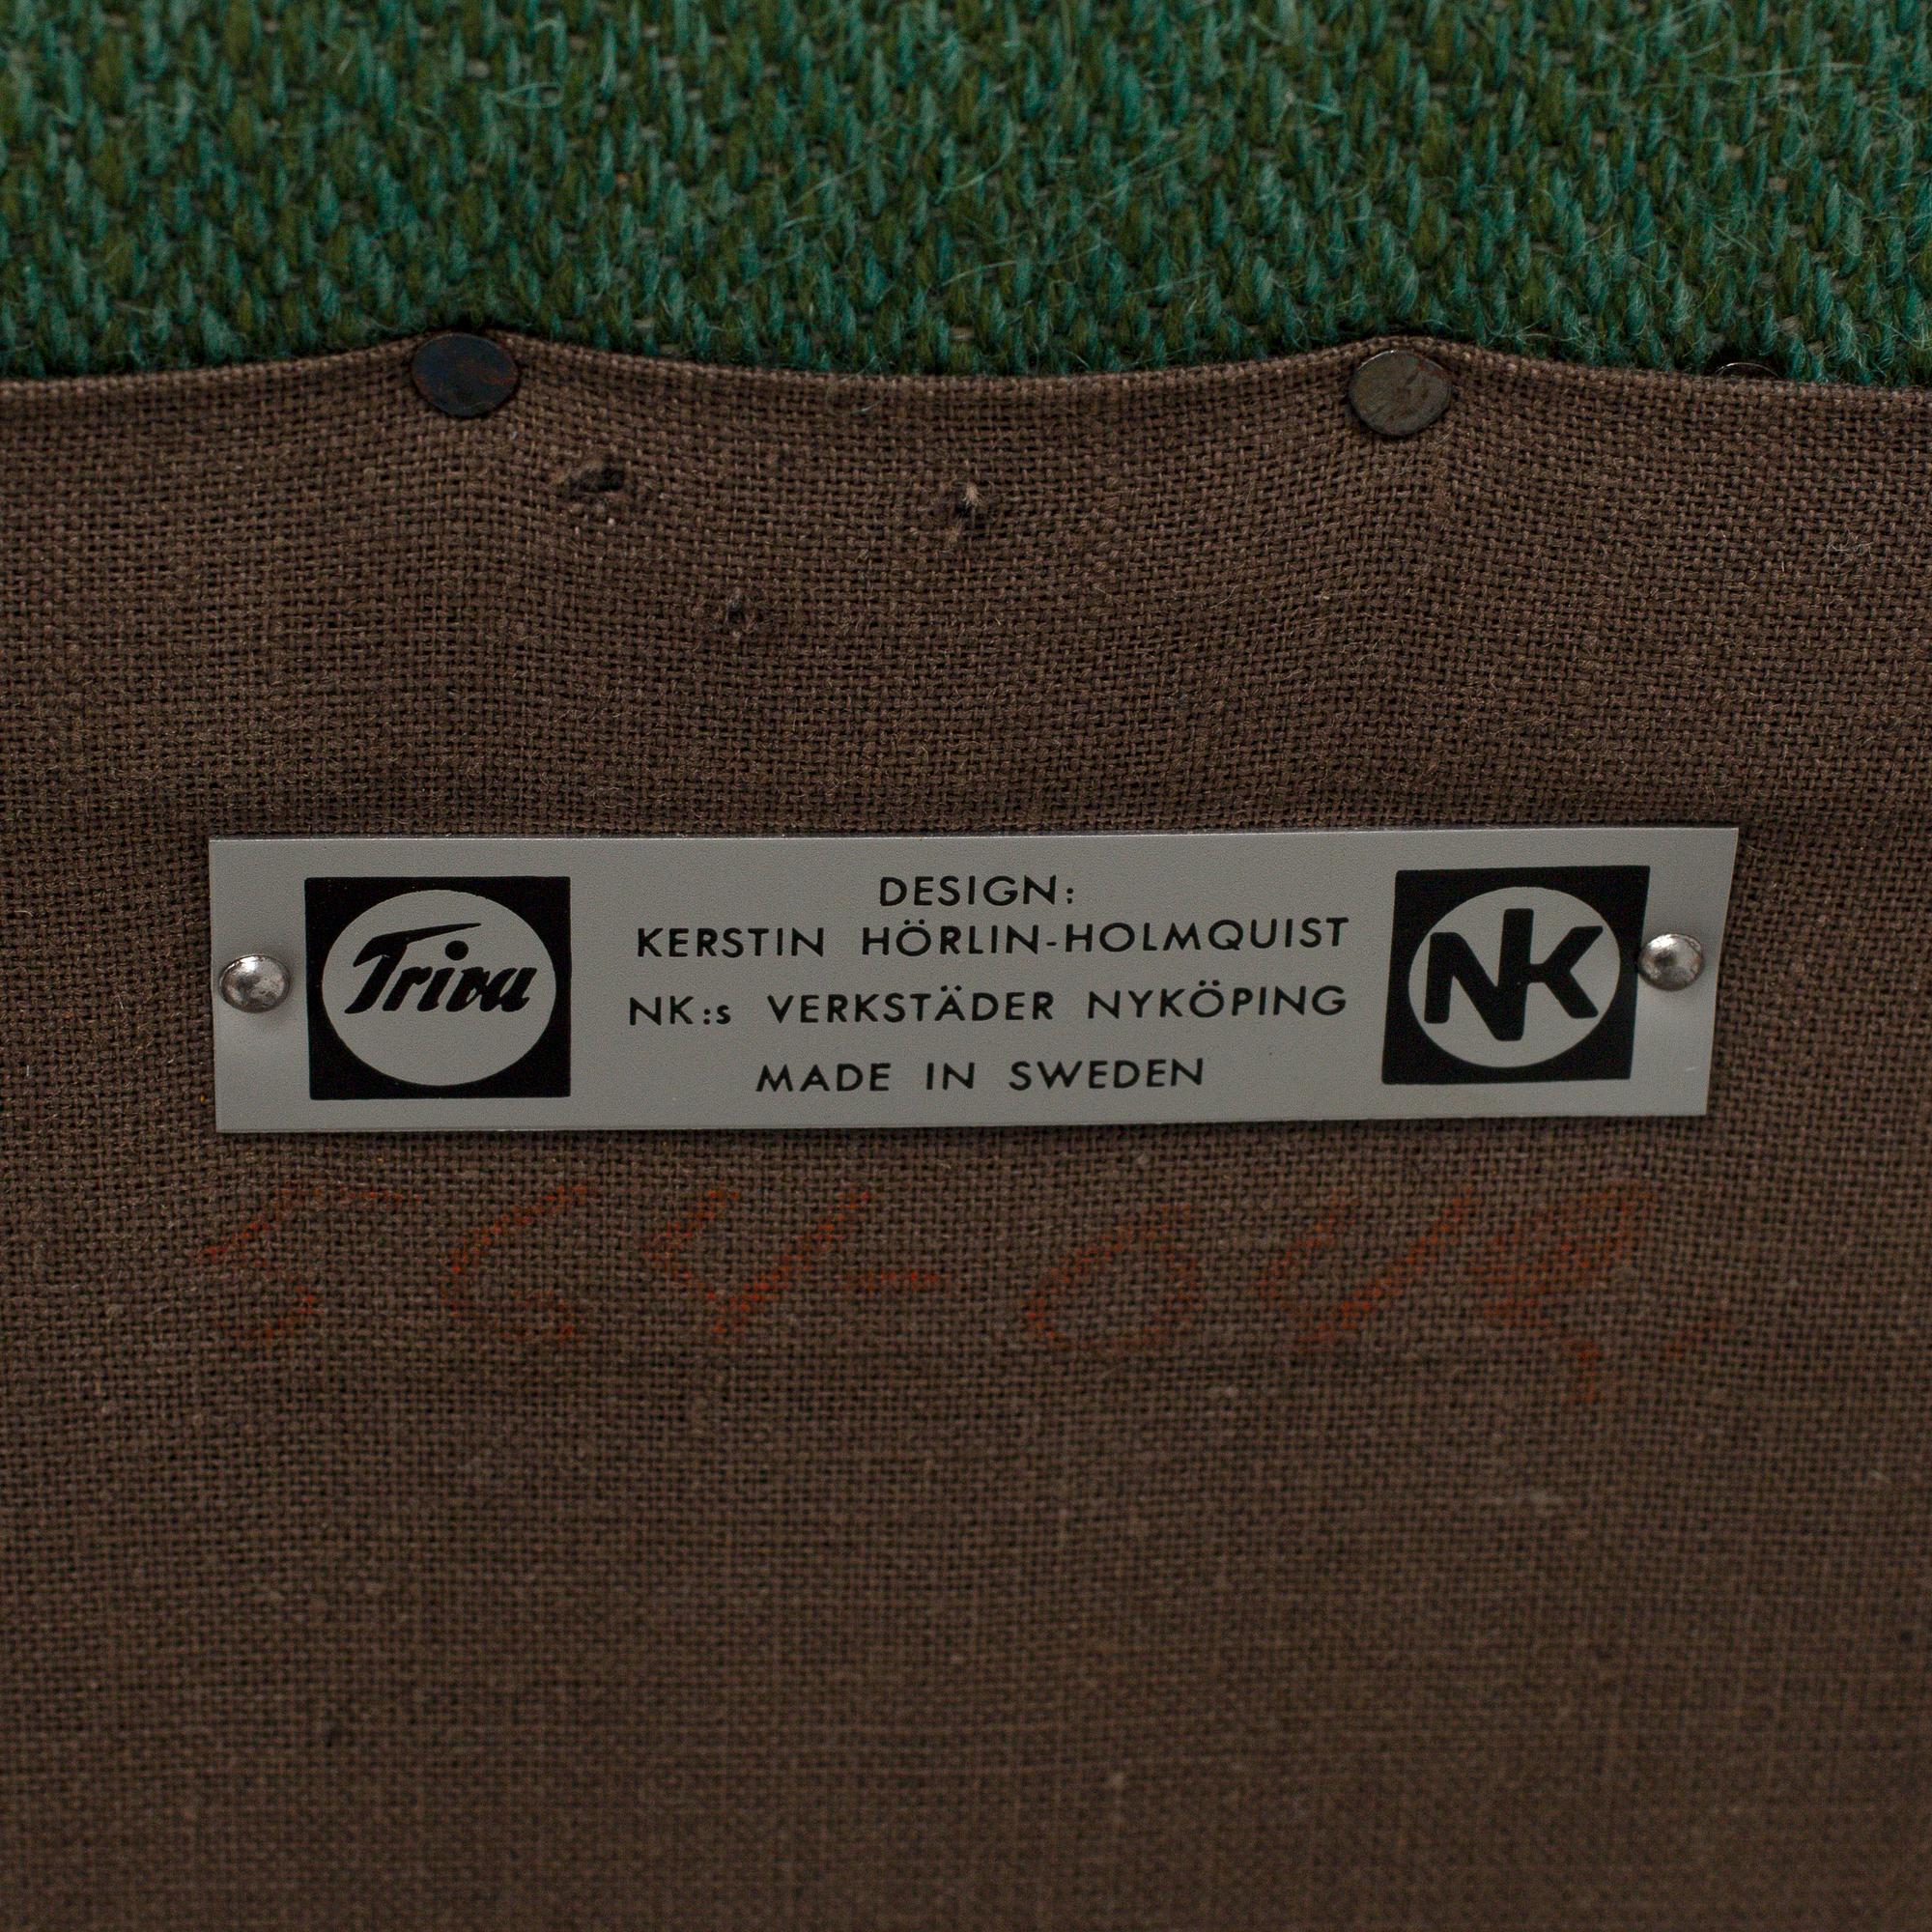 Triva
DESIGN:
KERSTIN HÖRLIN-HOLMQUIST
NK:s VERKSTÄDER NYKÖPING
MADE IN SWEDEN
NK